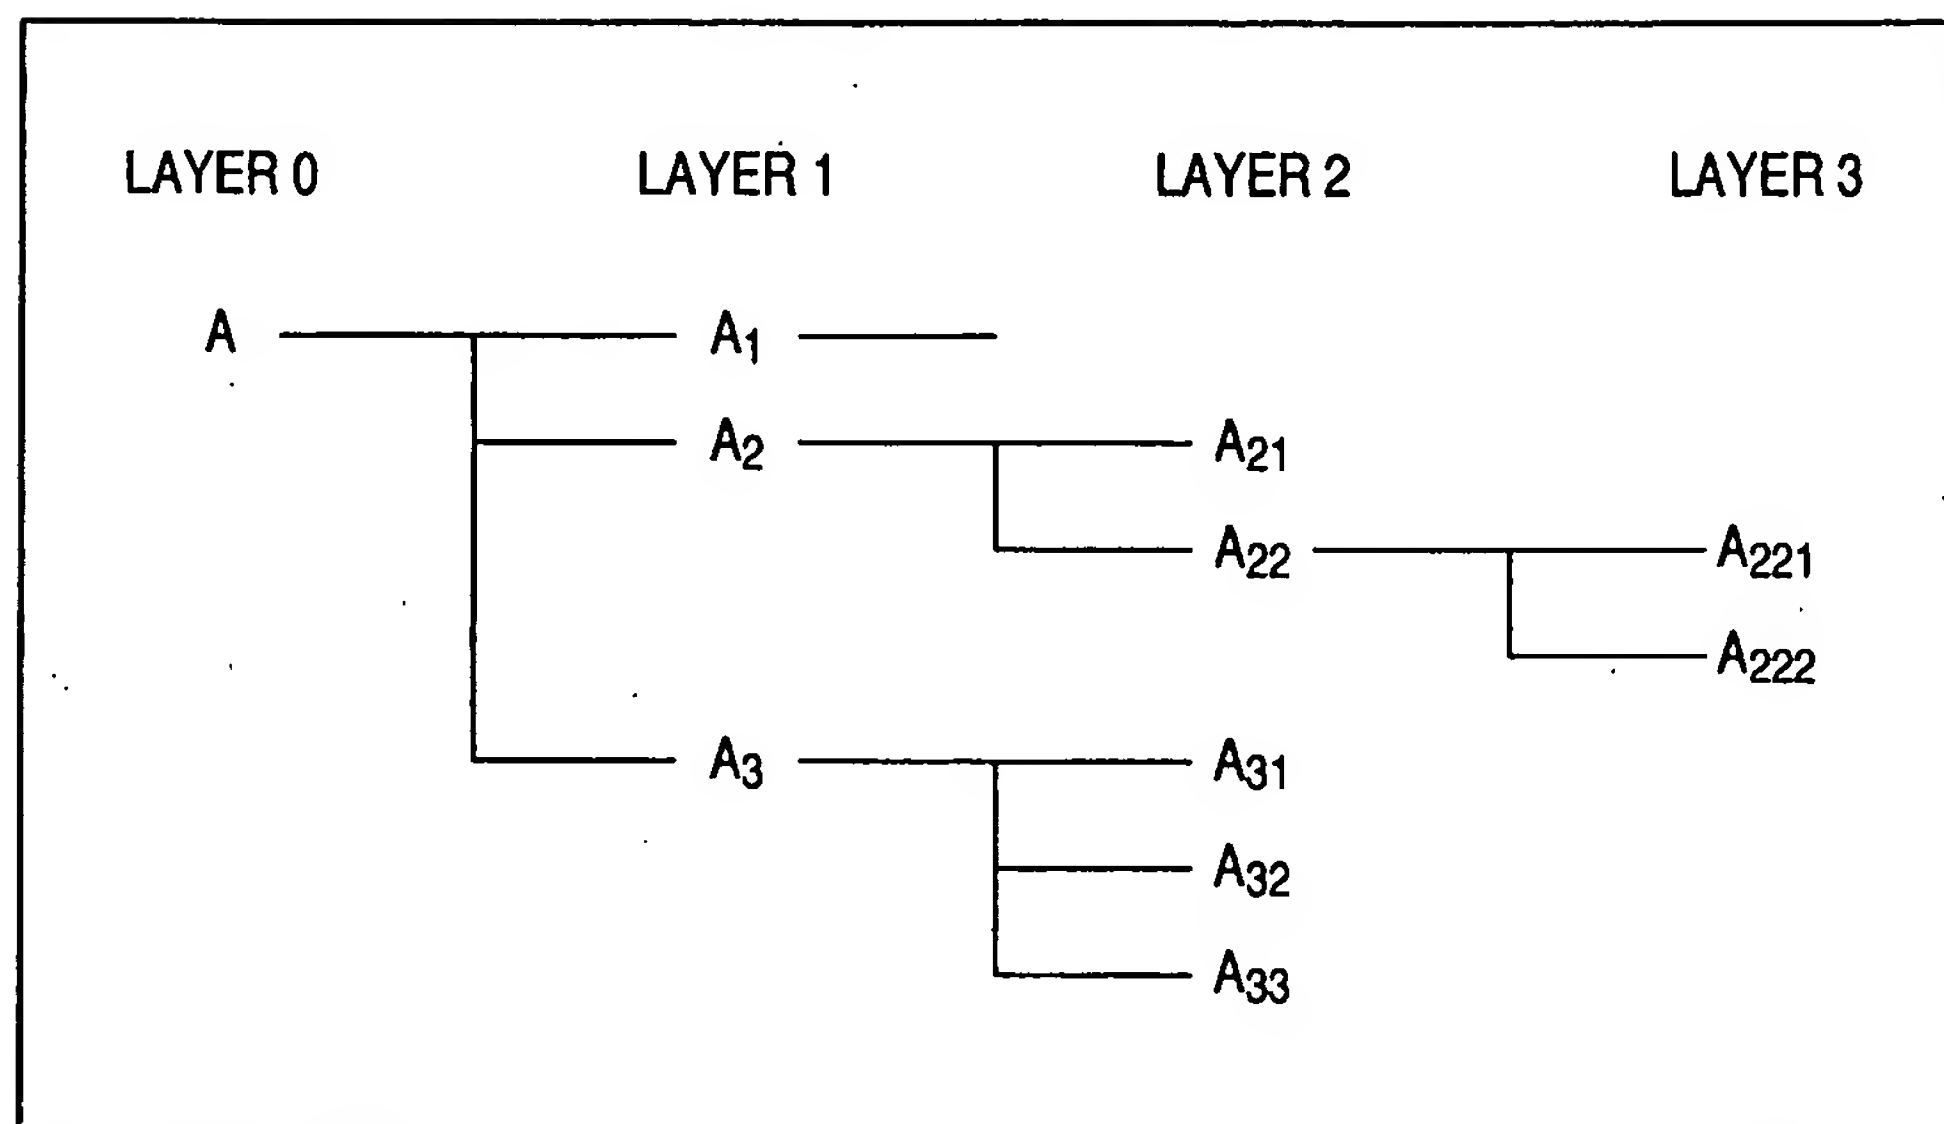 LAYER 0 LAYER 1 LAYER 2 LAYER 3
A A₁
A₂ A₂₁
A₂₂ A₂₂₁
A₂₂₂
A₃ A₃₁
A₃₂
A₃₃